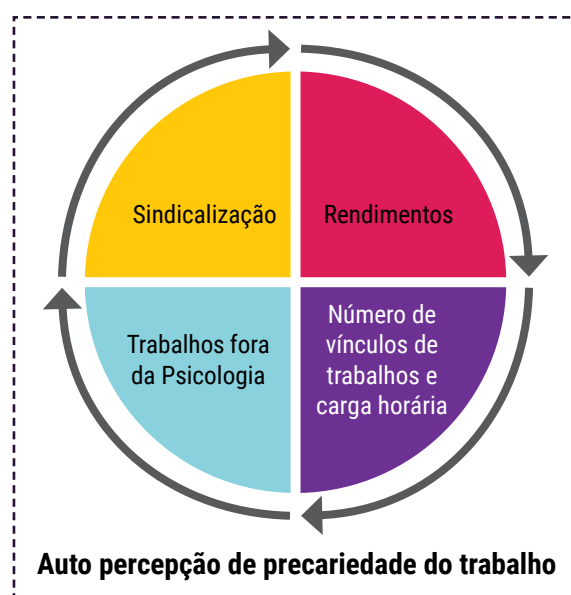 Sindicalização
Rendimentos
Trabalhos fora
da Psicologia
Número de
vínculos de
trabalhos e
carga horária
Auto percepção de precariedade do trabalho